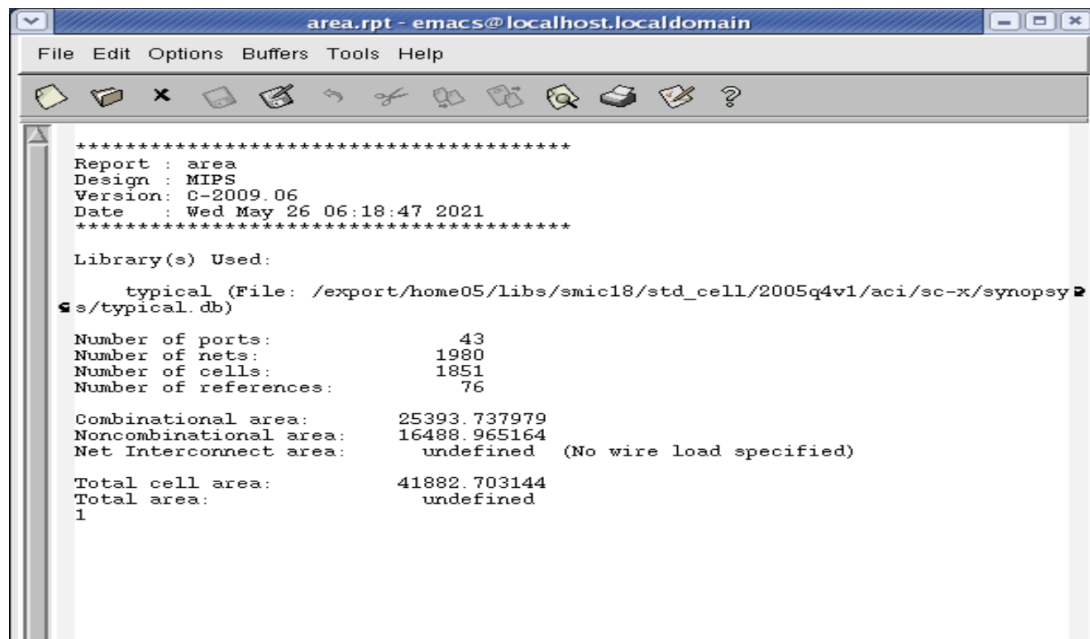 area.rpt - emacs@localhost.localdomain
File Edit Options Buffers Tools Help
****************************************
Report : area
Design : MIPS
Version: C-2009.06
Date   : Wed May 26 06:18:47 2021
****************************************
Library(s) Used:
typical (File: /export/home05/libs/smic18/std_cell/2005q4v1/aci/sc-x/synopsy
s/typical.db)
Number of ports: 43
Number of nets: 1980
Number of cells: 1851
Number of references: 76
Combinational area: 25393.737979
Noncombinational area: 16488.965164
Net Interconnect area: undefined (No wire load specified)
Total cell area: 41882.703144
Total area: undefined
1